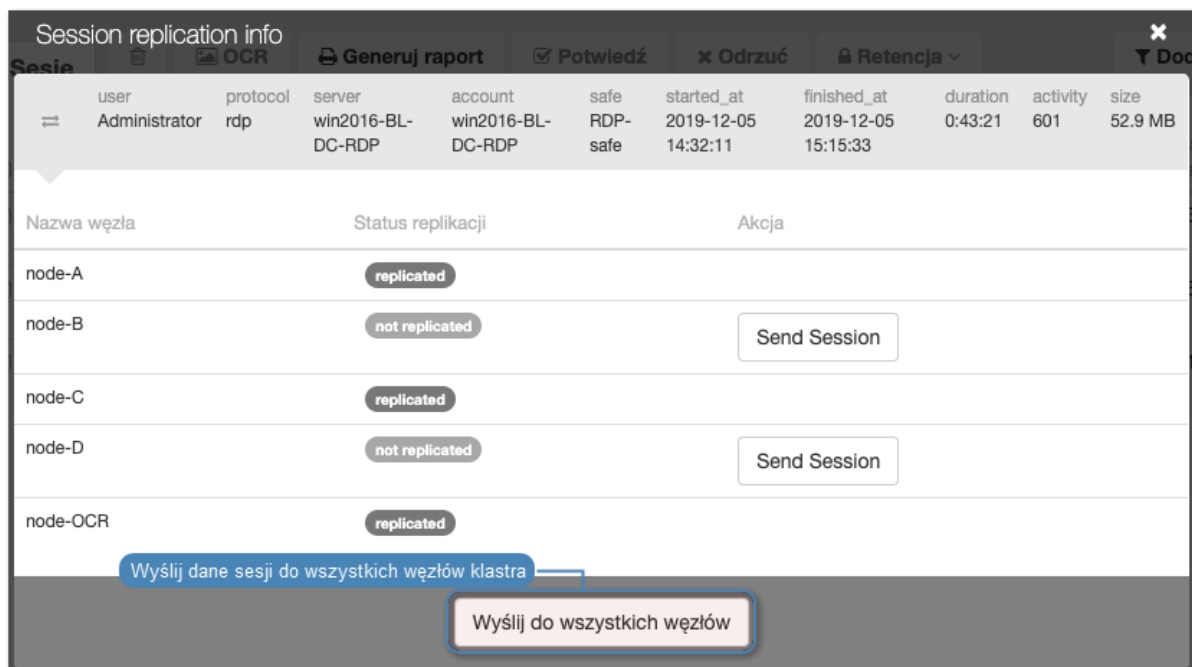 Session replication info
Sesje OCR Generuj raport Potwiedź Odrzuć Retencja Doc
user protocol server account safe started_at finished_at duration activity size
Administrator rdp win2016-BL- win2016-BL- RDP- 2019-12-05 2019-12-05 0:43:21 601 52.9 MB
DC-RDP DC-RDP safe 14:32:11 15:15:33
Nazwa węzła Status replikacji Akcja
node-A replicated
node-B not replicated
Send Session
node-C replicated
node-D not replicated
Send Session
node-OCR replicated
Wyślij dane sesji do wszystkich węzłów klastra
Wyślij do wszystkich węzłów